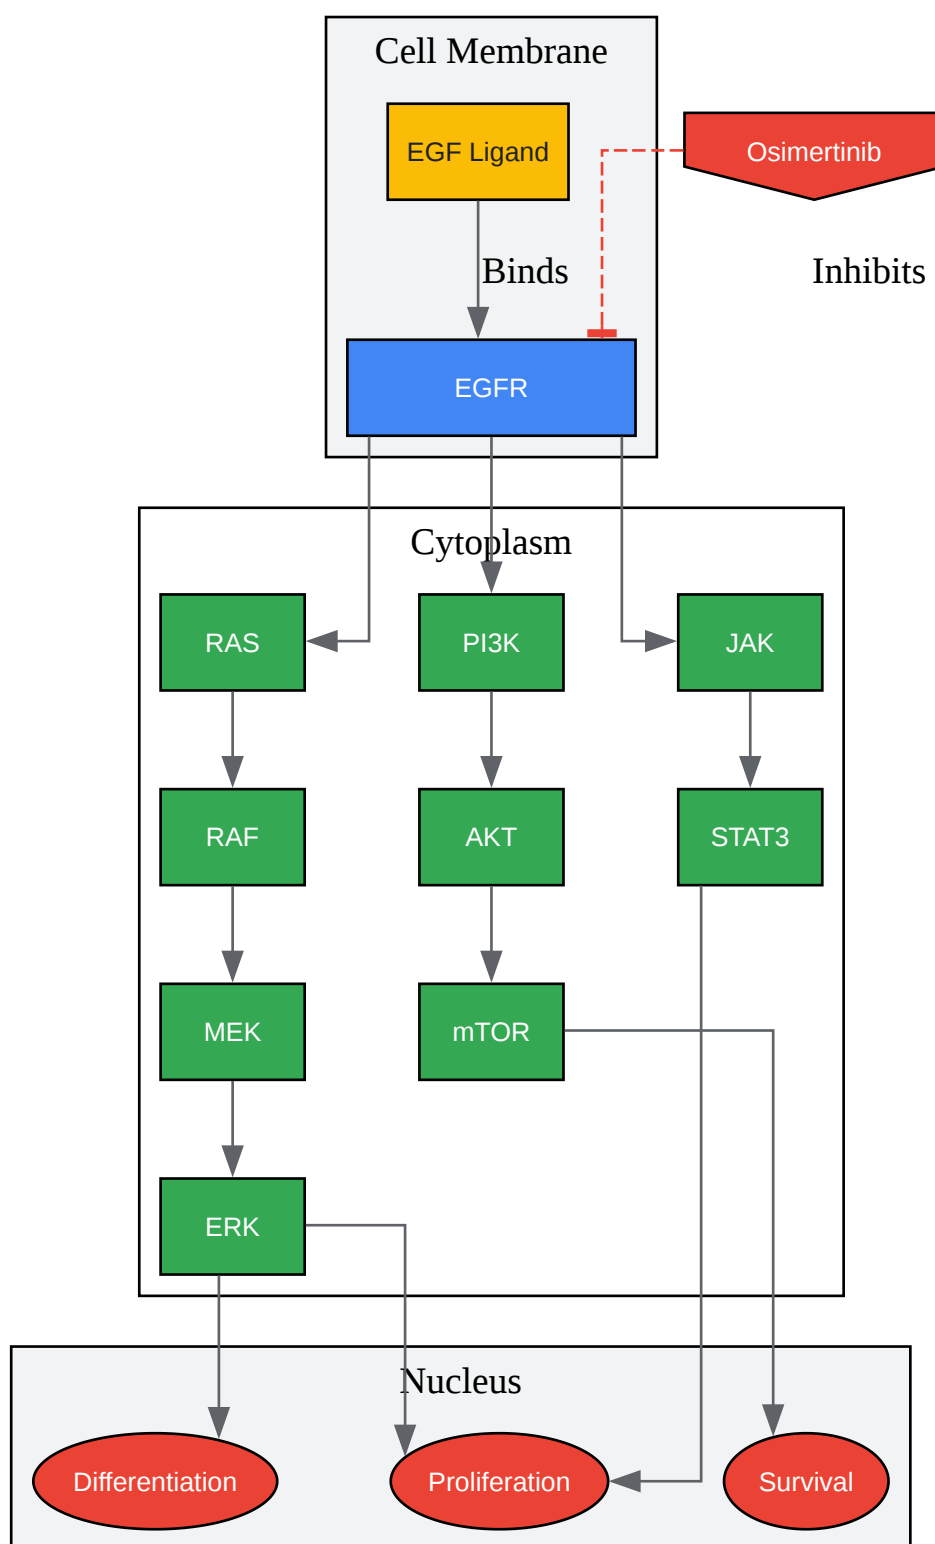 Cell Membrane
EGF Ligand
Osimertinib
Binds
Inhibits
EGFR
Cytoplasm
RAS
PI3K
JAK
RAF
AKT
STAT3
MEK
mTOR
ERK
Nucleus
Differentiation
Proliferation
Survival